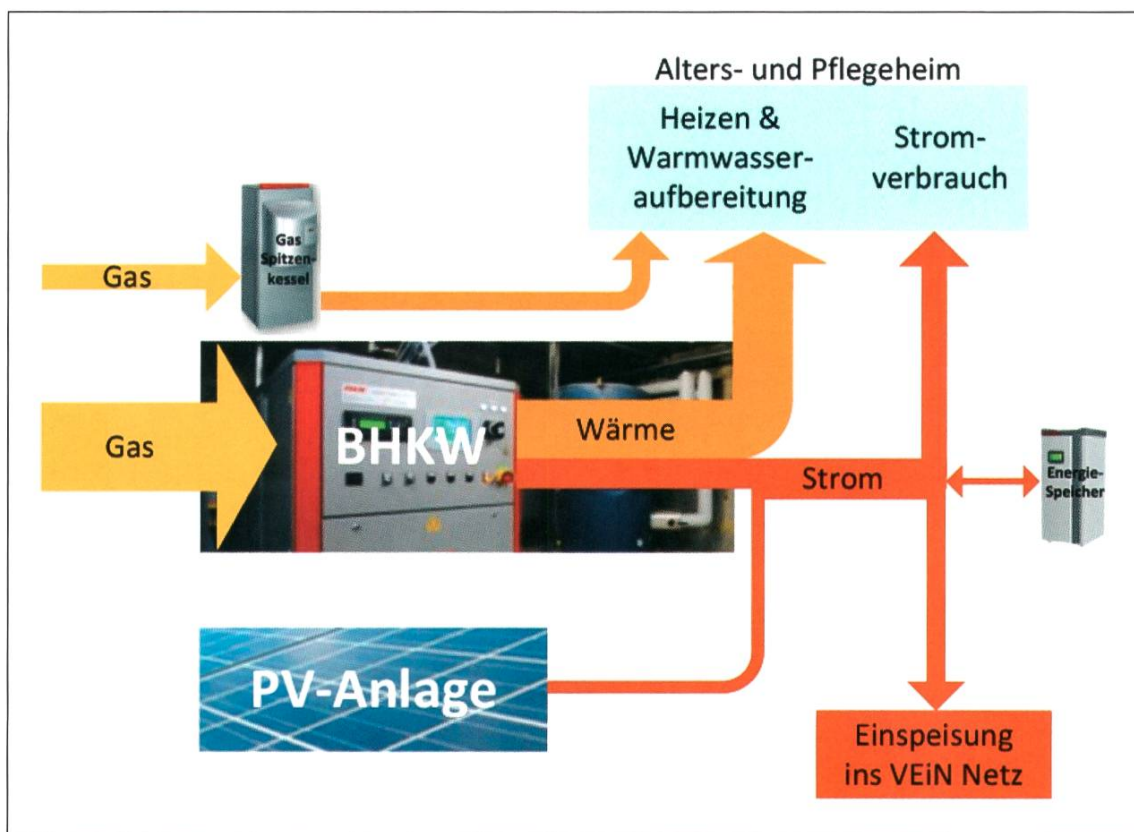 Alters- und Pflegeheim
Heizen &
Warmwasser-
aufbereitung
Strom-
verbrauch
Gas
Spitzen-
kessel
Gas
Gas
BHKW
Wärme
Strom
Energie-
Speicher
PV-Anlage
Einspeisung
ins VEiN Netz